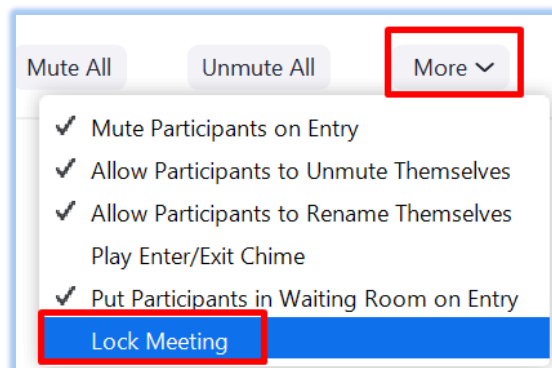 Mute All Unmute All More
Mute Participants on Entry
Allow Participants to Unmute Themselves
Allow Participants to Rename Themselves
Play Enter/Exit Chime
Put Participants in Waiting Room on Entry
Lock Meeting